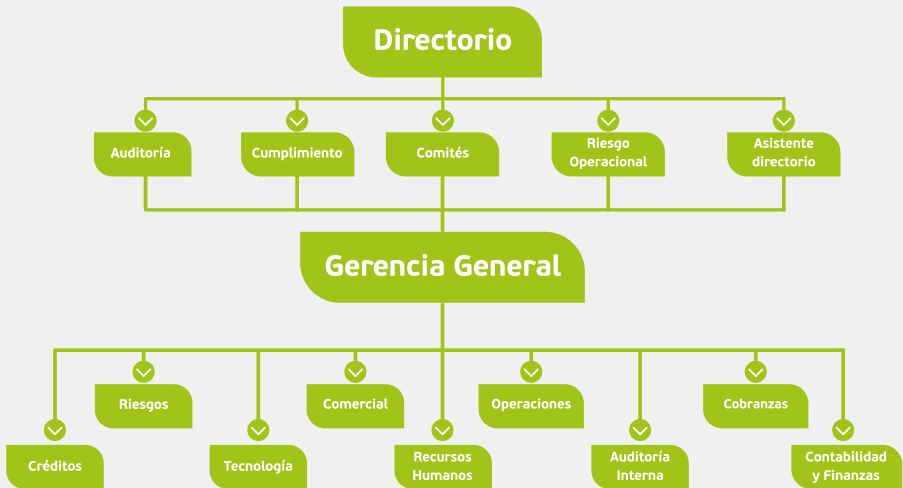 Directorio
Auditoría
Cumplimiento
Comités
Riesgo
Operacional
Asistente
directorio
Gerencia General
Riesgos
Comercial
Operaciones
Cobranzas
Créditos
Tecnología
Recursos
Humanos
Auditoría
Interna
Contabilidad
y Finanzas